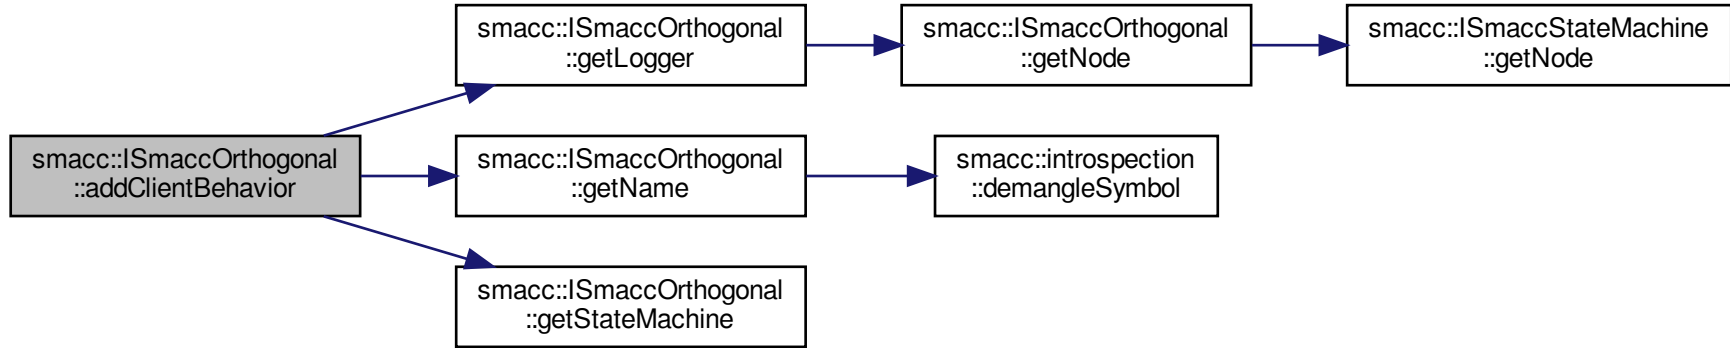 smacc::ISmaccOrthogonal
::addClientBehavior
smacc::ISmaccOrthogonal
::getLogger
smacc::ISmaccOrthogonal
::getNode
smacc::ISmaccStateMachine
::getNode
smacc::ISmaccOrthogonal
::getName
smacc::introspection
::demangleSymbol
smacc::ISmaccOrthogonal
::getStateMachine